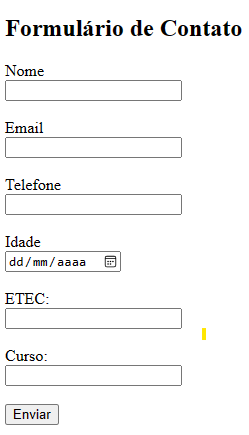 Formulário de Contato
Nome
Email
Telefone
Idade
dd/mm/aaaa
ETEC:
Curso:
Enviar